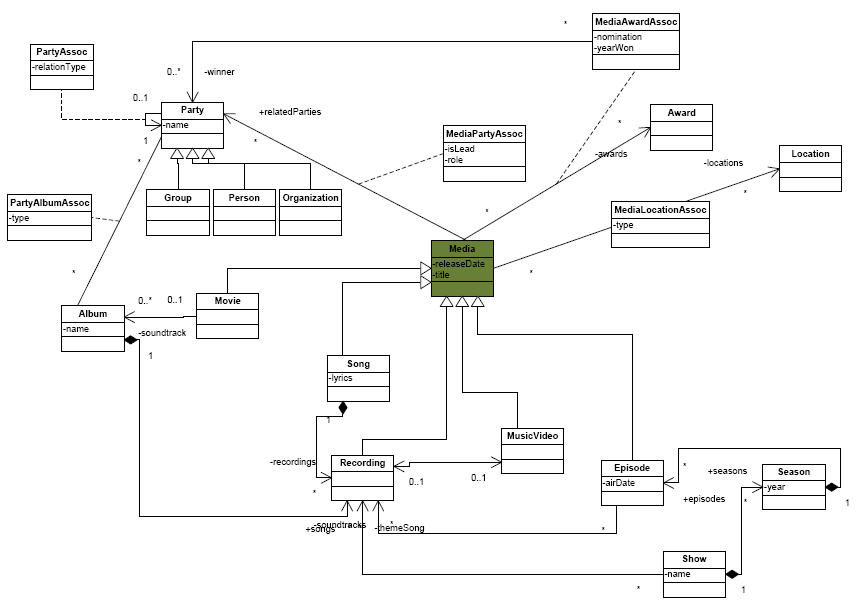 *
MediaAwardAssoc
-nomination
-yearWon
PartyAssoc
-relationType
0..*
-winner
0..1
Party
-name
1
+relatedParties
*
*
MediaPartyAssoc
-isLead
-role
*
Award
-awards
-locations
Location
*
Group
Person
Organization
PartyAlbumAssoc
-type
*
MediaLocationAssoc
-type
Media
-releaseDate
-title
*
*
Album
-name
0..*
0..1
Movie
-soundtrack
1
Song
-lyrics
1
-recordings
*
Recording
0..1
0..1
MusicVideo
Episode
-airDate
*
+seasons
+episodes
Season
-year
*
1
+songs
-soundtracks
*
-themeSong
*
Show
-name
*
1